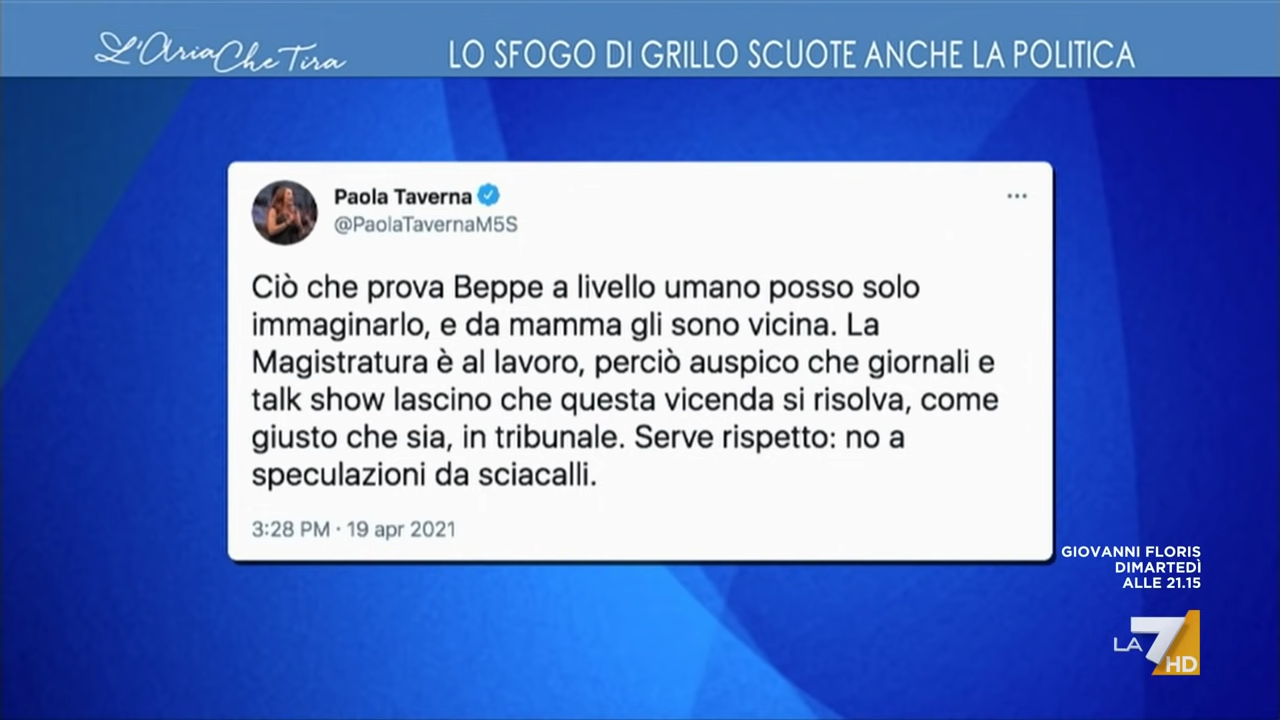 L'Aria Che Tira
LO SFOGO DI GRILLO SCUOTE ANCHE LA POLITICA
Paola Taverna
@PaolaTavernaM5S
Ciò che prova Beppe a livello umano posso solo
immaginarlo, e da mamma gli sono vicina. La
Magistratura è al lavoro, perciò auspico che giornali e
talk show lascino che questa vicenda si risolva, come
giusto che sia, in tribunale. Serve rispetto: no a
speculazioni da sciacalli.
3:28 PM · 19 apr 2021
GIOVANNI FLORIS
DIMARTEDÌ
ALLE 21.15
LA 7 HD